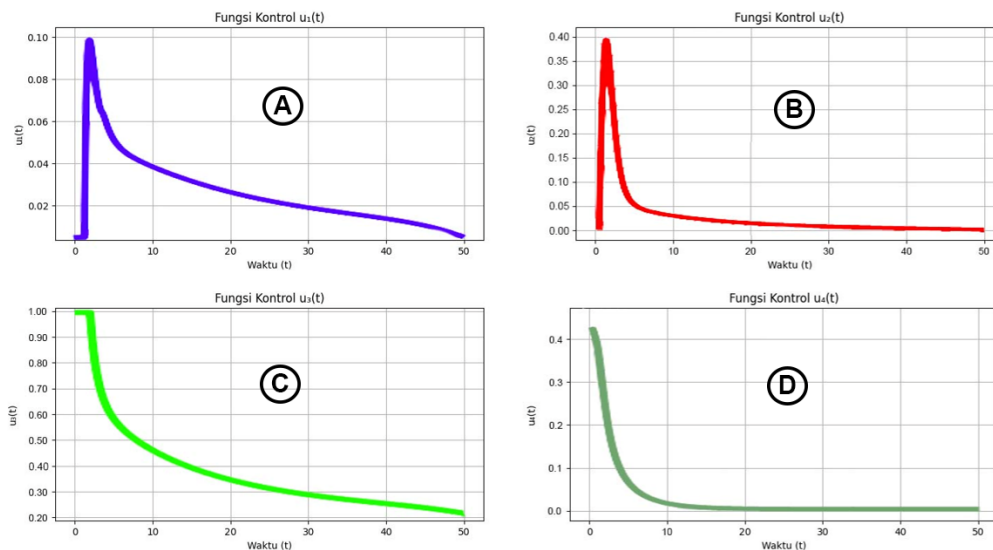 Fungsi Kontrol u₁(t)
0.10
0.08
0.06
0.04
0.02
u₁(t)
A
0 10 20 30 40 50
Waktu (t)
Fungsi Kontrol u₂(t)
0.40
0.35
0.30
0.25
0.20
0.15
0.10
0.05
0.00
u₂(t)
B
0 10 20 30 40 50
Waktu (t)
Fungsi Kontrol u₃(t)
1.00
0.90
0.80
0.70
0.60
0.50
0.40
0.30
0.20
u₃(t)
C
0 10 20 30 40 50
Waktu (t)
Fungsi Kontrol u₄(t)
0.4
0.3
0.2
0.1
0.0
u₄(t)
D
0 10 20 30 40 50
Waktu (t)